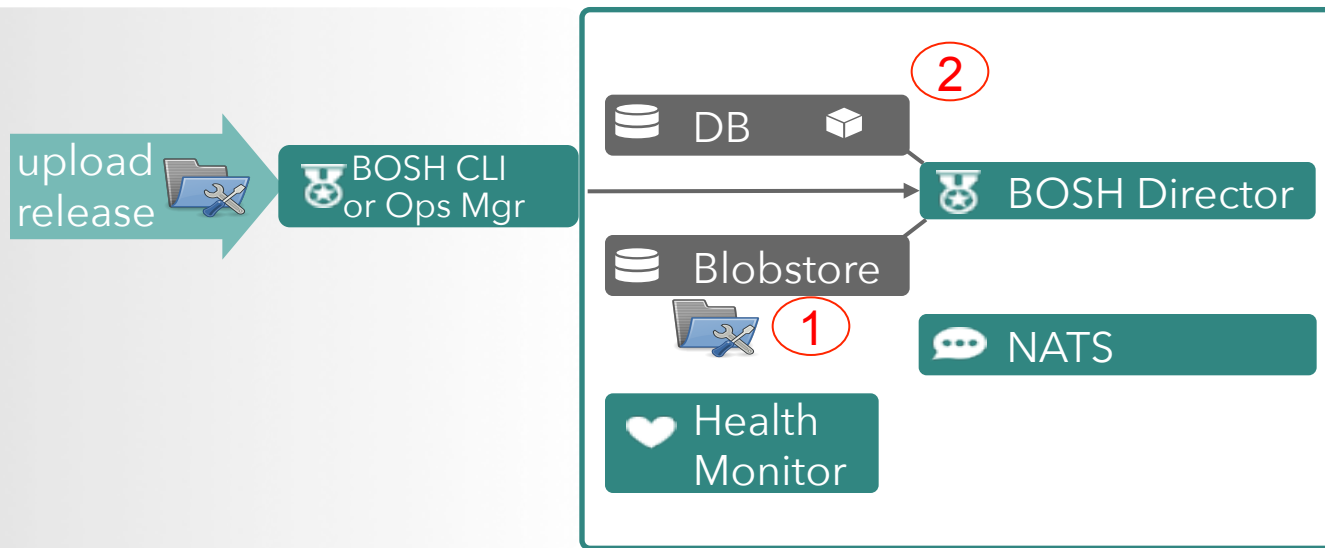 upload
release
BOSH CLI
or Ops Mgr
2
DB
BOSH Director
Blobstore
1
NATS
Health
Monitor